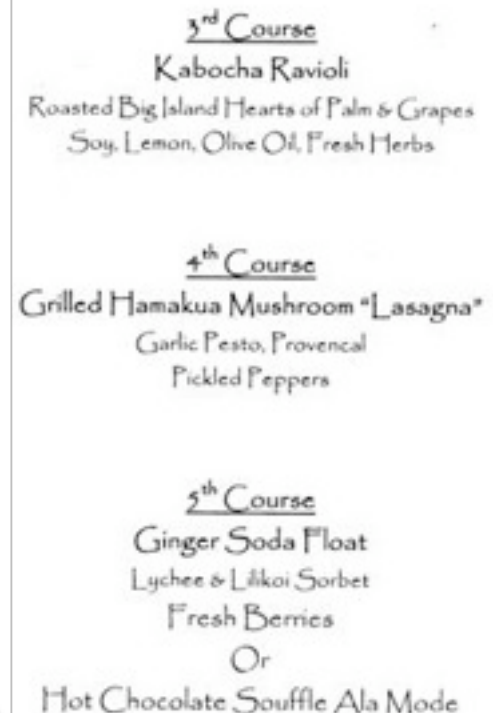 3rd Course
Kabocha Ravioli
Roasted Big Island Hearts of Palm & Grapes
Soy, Lemon, Olive Oil, Fresh Herbs
4th Course
Grilled Hamakua Mushroom "Lasagna"
Garlic Pesto, Provencal
Pickled Peppers
5th Course
Ginger Soda Float
Lychee & Lilikoi Sorbet
Fresh Berries
Or
Hot Chocolate Souffle Ala Mode